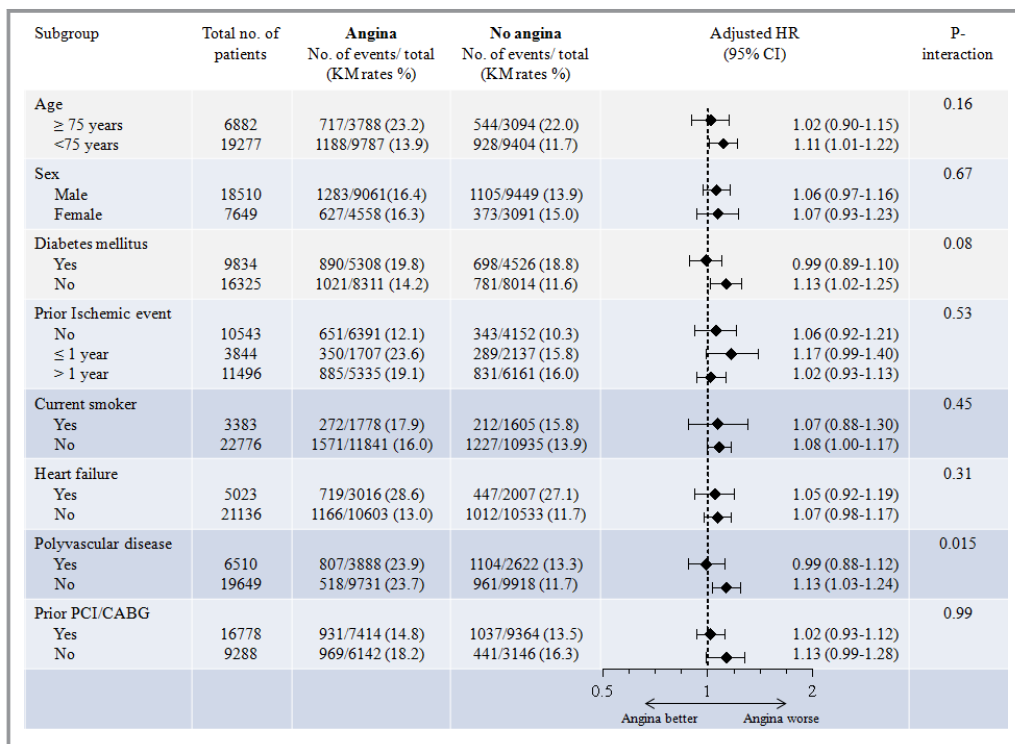 Subgroup Total no. of Angina No angina Adjusted HR P-
patients No. of events/ total No. of events/ total (95% CI) interaction
(KM rates %) (KM rates %)
Age 0.16
≥ 75 years 6882 717/3788 (23.2) 544/3094 (22.0) 1.02 (0.90-1.15)
<75 years 19277 1188/9787 (13.9) 928/9404 (11.7) 1.11 (1.01-1.22)
Sex 0.67
Male 18510 1283/9061(16.4) 1105/9449 (13.9) 1.06 (0.97-1.16)
Female 7649 627/4558 (16.3) 373/3091 (15.0) 1.07 (0.93-1.23)
Diabetes mellitus 0.08
Yes 9834 890/5308 (19.8) 698/4526 (18.8) 0.99 (0.89-1.10)
No 16325 1021/8311 (14.2) 781/8014 (11.6) 1.13 (1.02-1.25)
Prior Ischemic event 0.53
No 10543 651/6391 (12.1) 343/4152 (10.3) 1.06 (0.92-1.21)
≤ 1 year 3844 350/1707 (23.6) 289/2137 (15.8) 1.17 (0.99-1.40)
> 1 year 11496 885/5335 (19.1) 831/6161 (16.0) 1.02 (0.93-1.13)
Current smoker 0.45
Yes 3383 272/1778 (17.9) 212/1605 (15.8) 1.07 (0.88-1.30)
No 22776 1571/11841 (16.0) 1227/10935 (13.9) 1.08 (1.00-1.17)
Heart failure 0.31
Yes 5023 719/3016 (28.6) 447/2007 (27.1) 1.05 (0.92-1.19)
No 21136 1166/10603 (13.0) 1012/10533 (11.7) 1.07 (0.98-1.17)
Polyvascular disease 0.015
Yes 6510 807/3888 (23.9) 1104/2622 (13.3) 0.99 (0.88-1.12)
No 19649 518/9731 (23.7) 961/9918 (11.7) 1.13 (1.03-1.24)
Prior PCI/CABG 0.99
Yes 16778 931/7414 (14.8) 1037/9364 (13.5) 1.02 (0.93-1.12)
No 9288 969/6142 (18.2) 441/3146 (16.3) 1.13 (0.99-1.28)
0.5 1 2
Angina better Angina worse